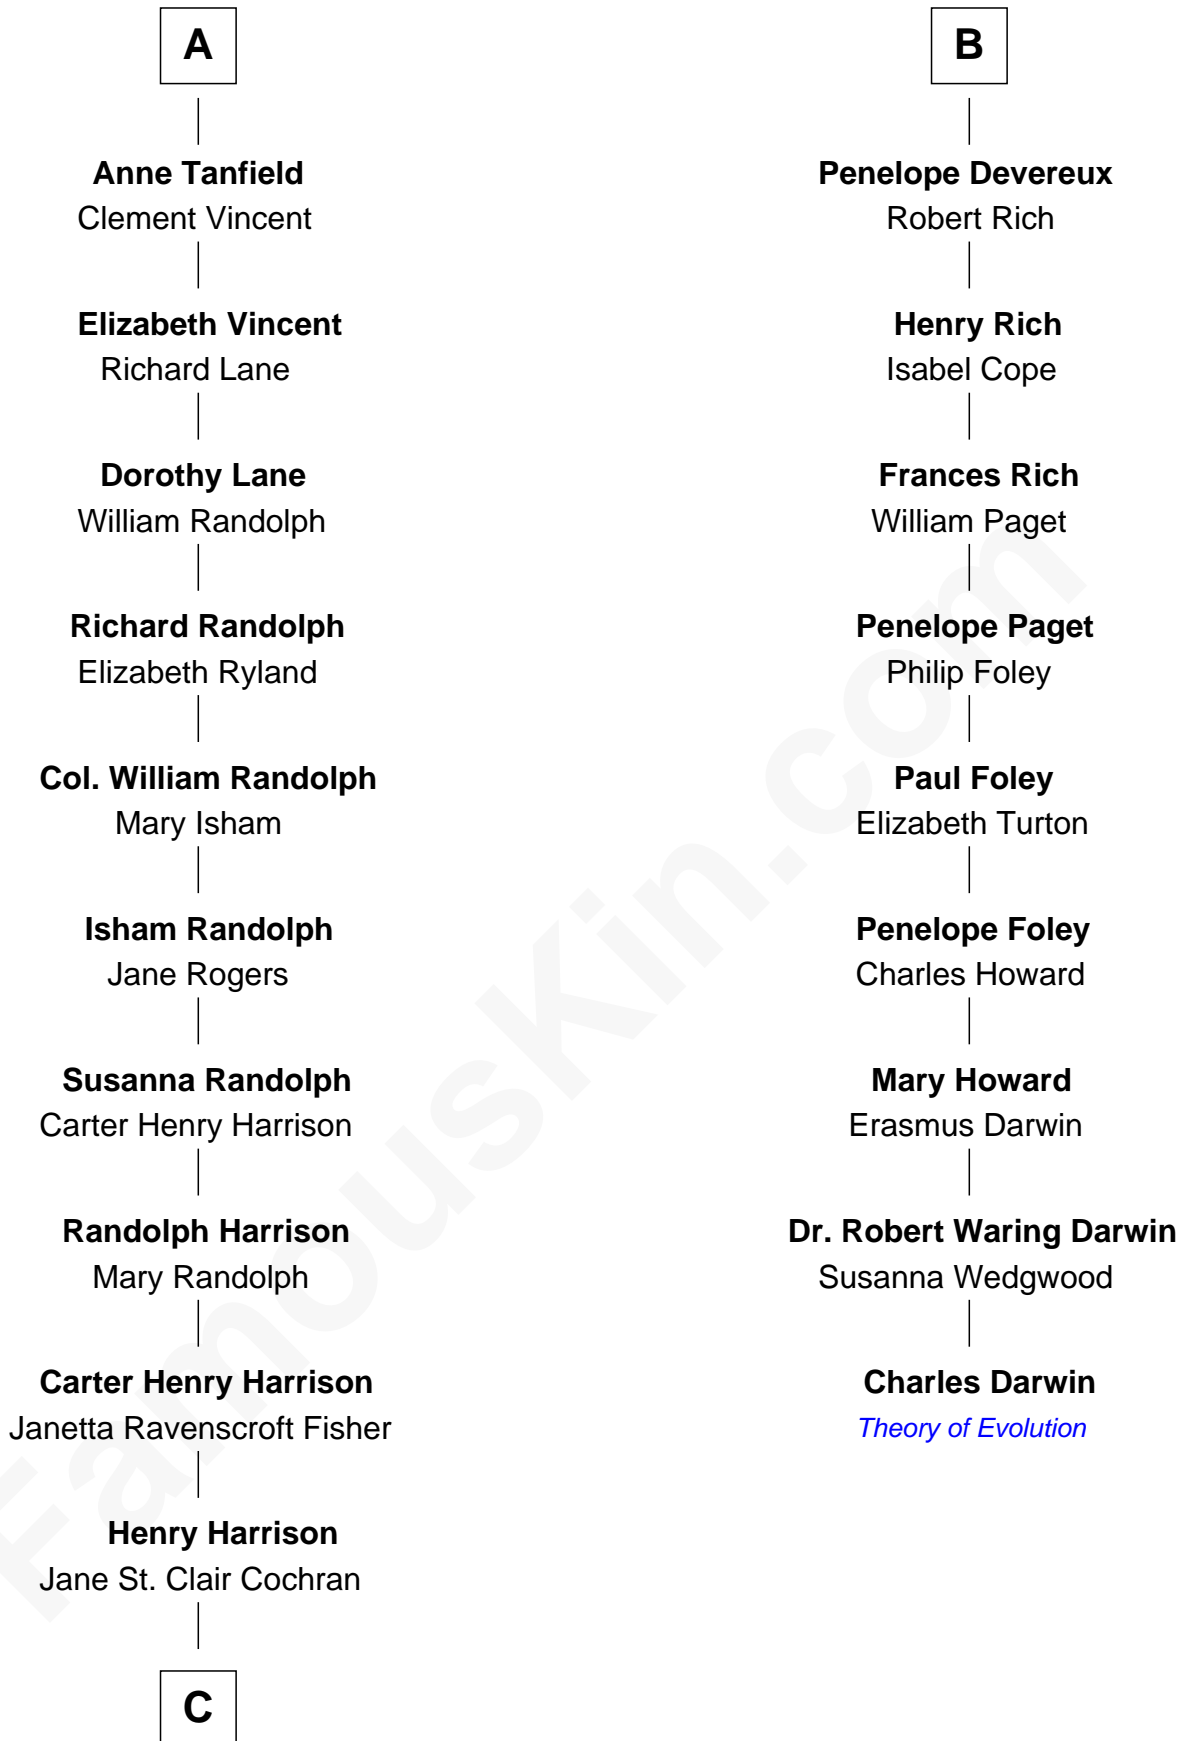 A
Anne Tanfield
Clement Vincent
Elizabeth Vincent
Richard Lane
Dorothy Lane
William Randolph
Richard Randolph
Elizabeth Ryland
Col. William Randolph
Mary Isham
Isham Randolph
Jane Rogers
Susanna Randolph
Carter Henry Harrison
Randolph Harrison
Mary Randolph
Carter Henry Harrison
Janetta Ravenscroft Fisher
Henry Harrison
Jane St. Clair Cochran
C
B
Penelope Devereux
Robert Rich
Henry Rich
Isabel Cope
Frances Rich
William Paget
Penelope Paget
Philip Foley
Paul Foley
Elizabeth Turton
Penelope Foley
Charles Howard
Mary Howard
Erasmus Darwin
Dr. Robert Waring Darwin
Susanna Wedgwood
Charles Darwin
Theory of Evolution
FamousKin.com